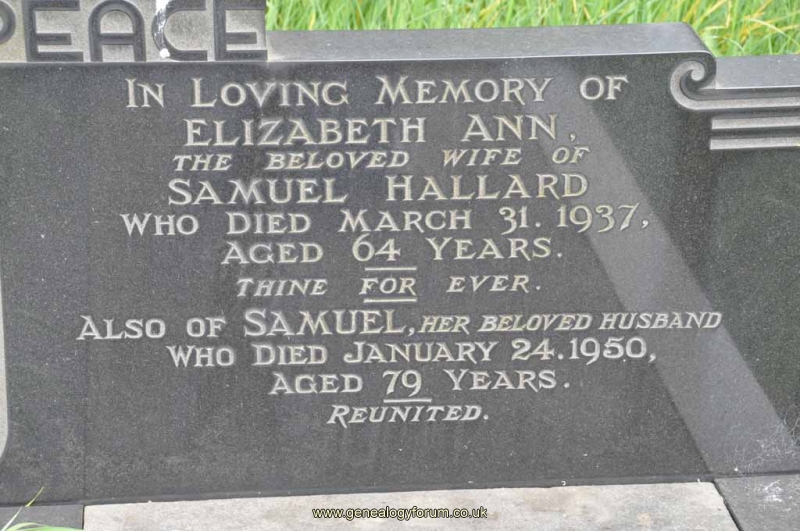 PEACE
IN LOVING MEMORY OF
ELIZABETH ANN,
THE BELOVED WIFE OF
SAMUEL HALLARD
WHO DIED MARCH 31. 1937,
AGED 64 YEARS.
THINE FOR EVER.
ALSO OF SAMUEL, HER BELOVED HUSBAND
WHO DIED JANUARY 24. 1950,
AGED 79 YEARS.
REUNITED.
www.genealogyforum.co.uk